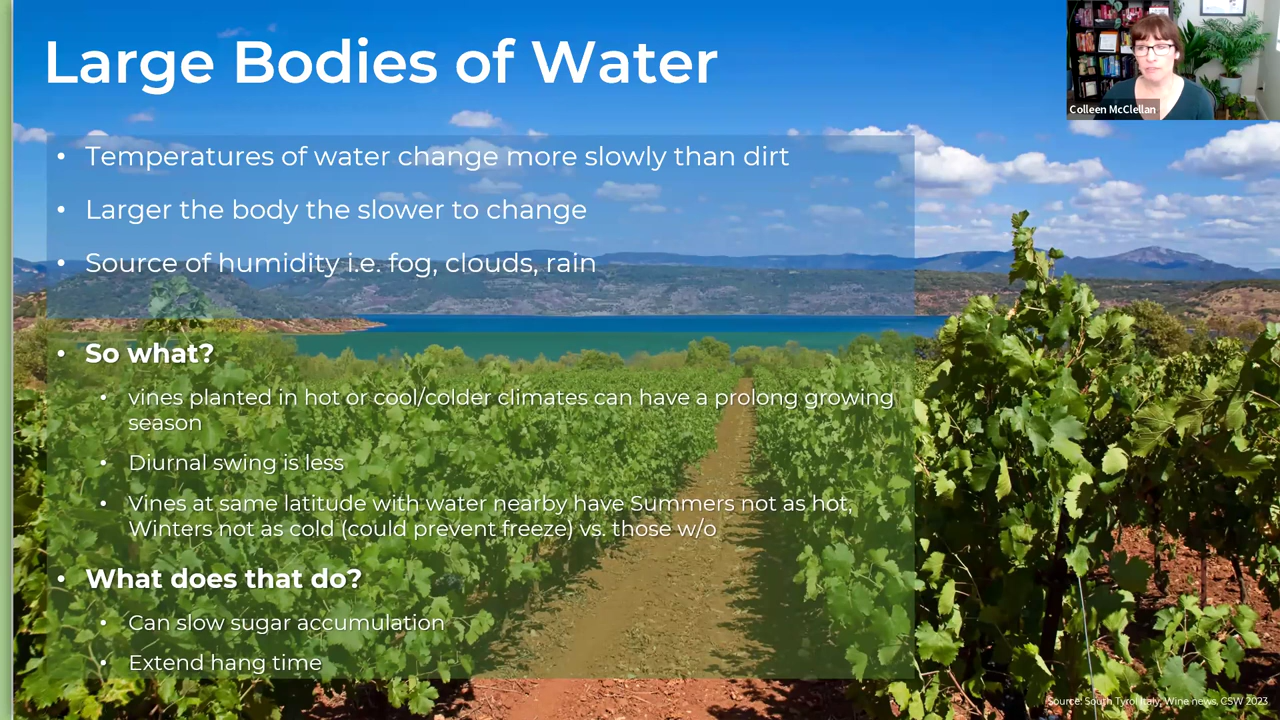 Large Bodies of Water
Colleen McClellan
• Temperatures of water change more slowly than dirt
• Larger the body the slower to change
• Source of humidity i.e. fog, clouds, rain
• So what?
• vines planted in hot or cool/colder climates can have a prolong growing
season
• Diurnal swing is less
• Vines at same latitude with water nearby have Summers not as hot,
Winters not as cold (could prevent freeze) vs. those w/o
• What does that do?
• Can slow sugar accumulation
• Extend hang time
Source: South Tyrol Italy, Wine news, CSW 2023